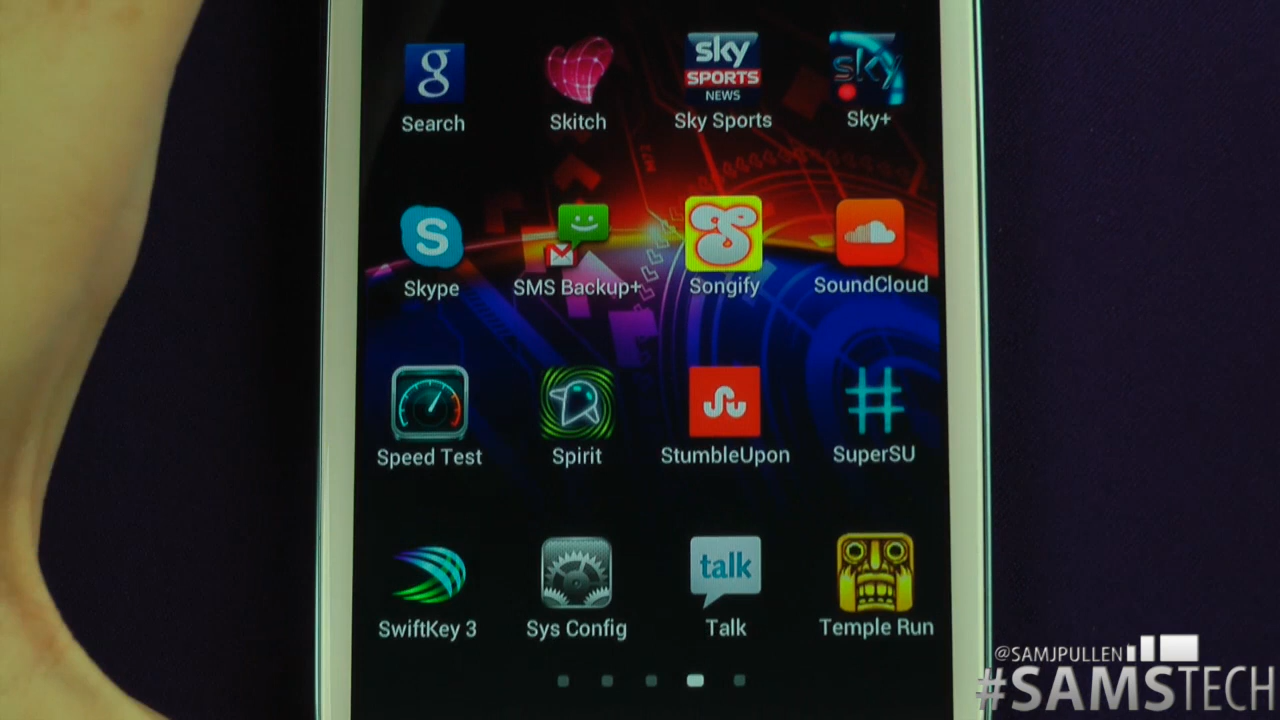 g
sky
SPORTS
NEWS
sky
Search
Skitch
Sky Sports
Sky+
S
S
Skype
SMS Backup+
Songify
SoundCloud
Speed Test
Spirit
StumbleUpon
SuperSU
talk
SwiftKey 3
Sys Config
Talk
Temple Run
@SAMJPULLEN
#SAMSTECH